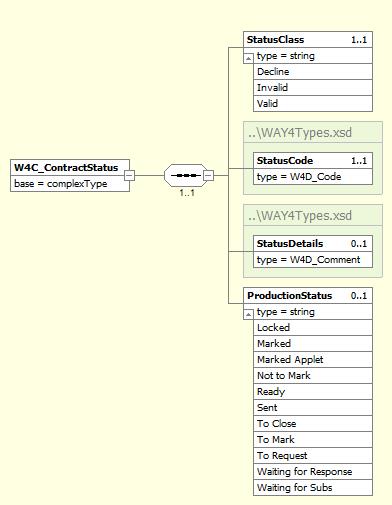 StatusClass 1..1
type = string
Decline
Invalid
Valid
..\WAY4Types.xsd
StatusCode 1..1
type = W4D_Code
W4C_ContractStatus
base = complexType
1..1
..\WAY4Types.xsd
StatusDetails 0..1
type = W4D_Comment
ProductionStatus 0..1
type = string
Locked
Marked
Marked Applet
Not to Mark
Ready
Sent
To Close
To Mark
To Request
Waiting for Response
Waiting for Subs